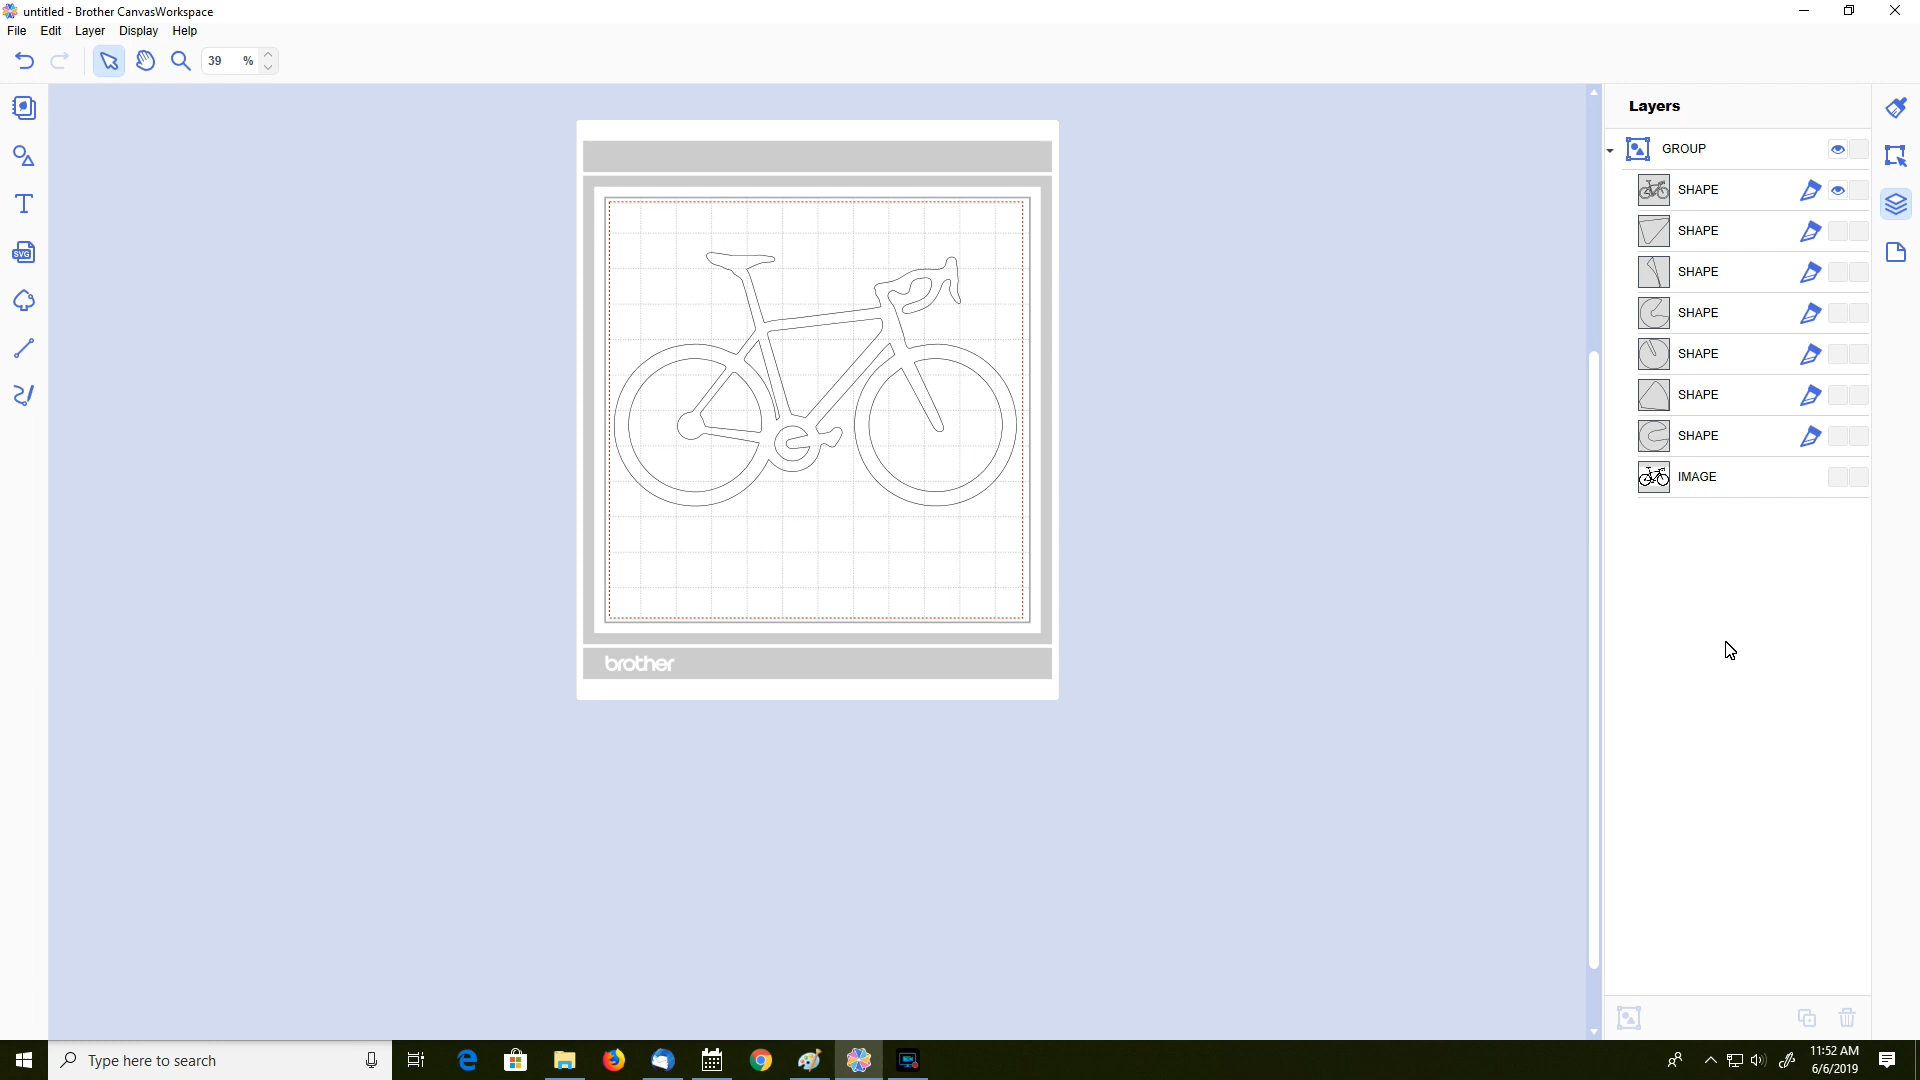 untitled - Brother CanvasWorkspace
File Edit Layer Display Help
39 %
Layers
GROUP
SHAPE
SHAPE
SHAPE
SHAPE
SHAPE
SHAPE
SHAPE
IMAGE
SVG
brother
Type here to search
11:52 AM
6/6/2019